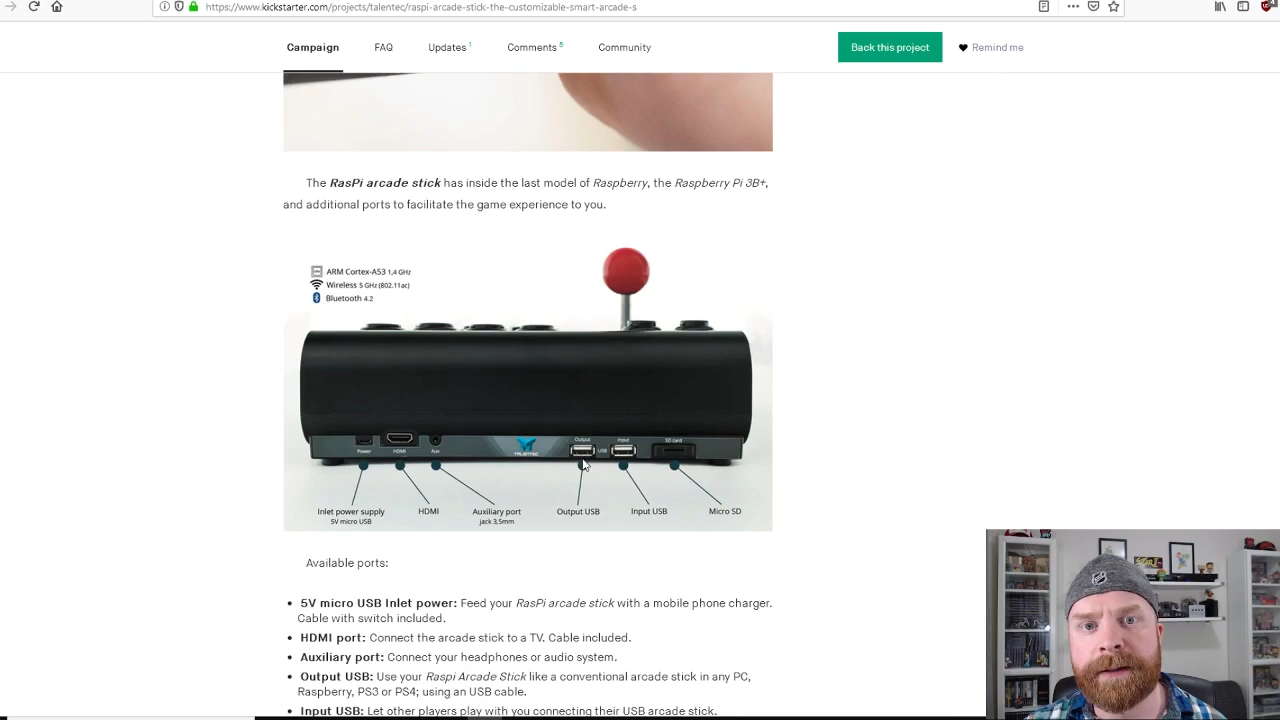 https://www.kickstarter.com/projects/talentec/raspi-arcade-stick-the-customizable-smart-arcade-s
Campaign FAQ Updates 1 Comments 5 Community Back this project Remind me
The RasPi arcade stick has inside the last model of Raspberry, the Raspberry Pi 3B+,
and additional ports to facilitate the game experience to you.
ARM Cortex-A53 1,4 GHz
Wireless 5 GHz (802.11ac)
Bluetooth 4.2
Power HDMI Aux TALENTEC Output USB Input SD card
Inlet power supply HDMI Auxiliary port Output USB Input USB Micro SD
5V micro USB jack 3,5mm
Available ports:
5V micro USB Inlet power: Feed your RasPi arcade stick with a mobile phone charger.
Cable with switch included.
HDMI port: Connect the arcade stick to a TV. Cable included.
Auxiliary port: Connect your headphones or audio system.
Output USB: Use your Raspi Arcade Stick like a conventional arcade stick in any PC,
Raspberry, PS3 or PS4; using an USB cable.
Input USB: Let other players play with you connecting their USB arcade stick.